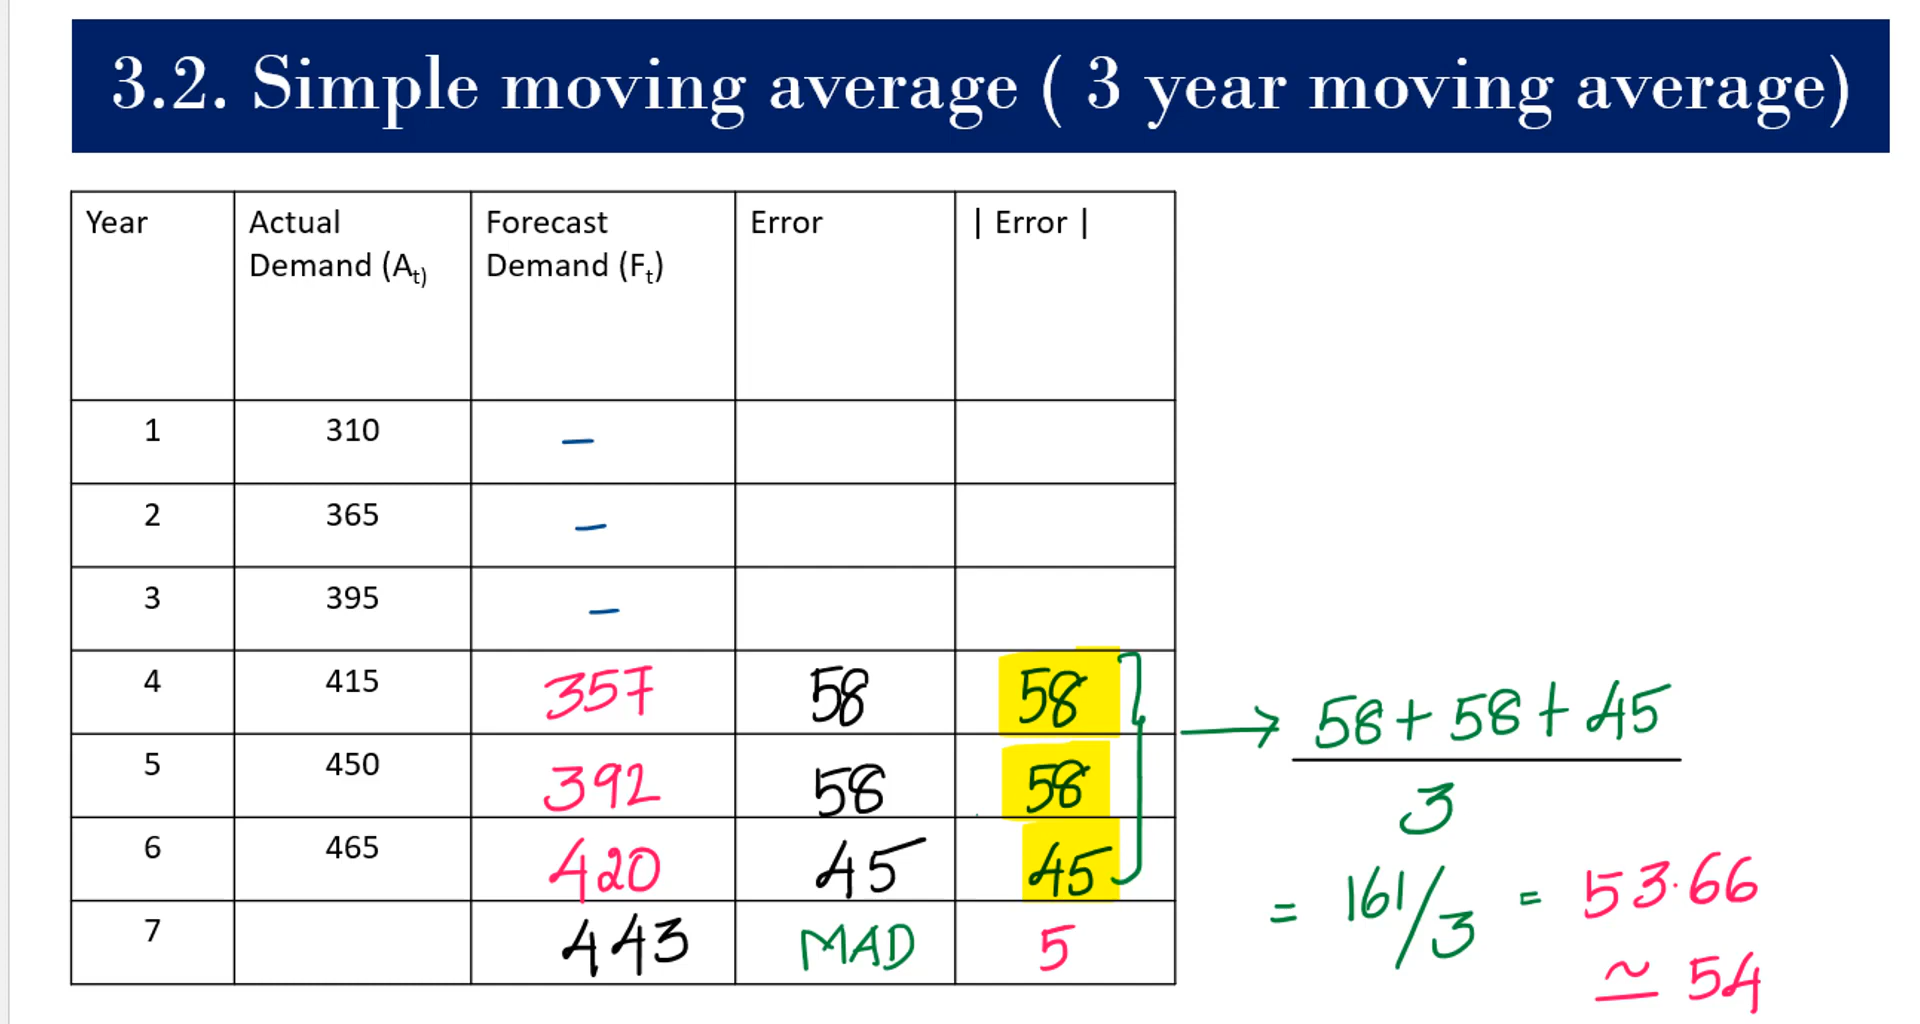 3.2. Simple moving average ( 3 year moving average)
Year Actual Demand (At) Forecast Demand (Ft) Error | Error |
1 310 –
2 365 –
3 395 –
4 415 357 58 58
5 450 392 58 58
6 465 420 45 45
7 443 MAD 5
→ 58 + 58 + 45
3
= 161/3 = 53.66
≃ 54